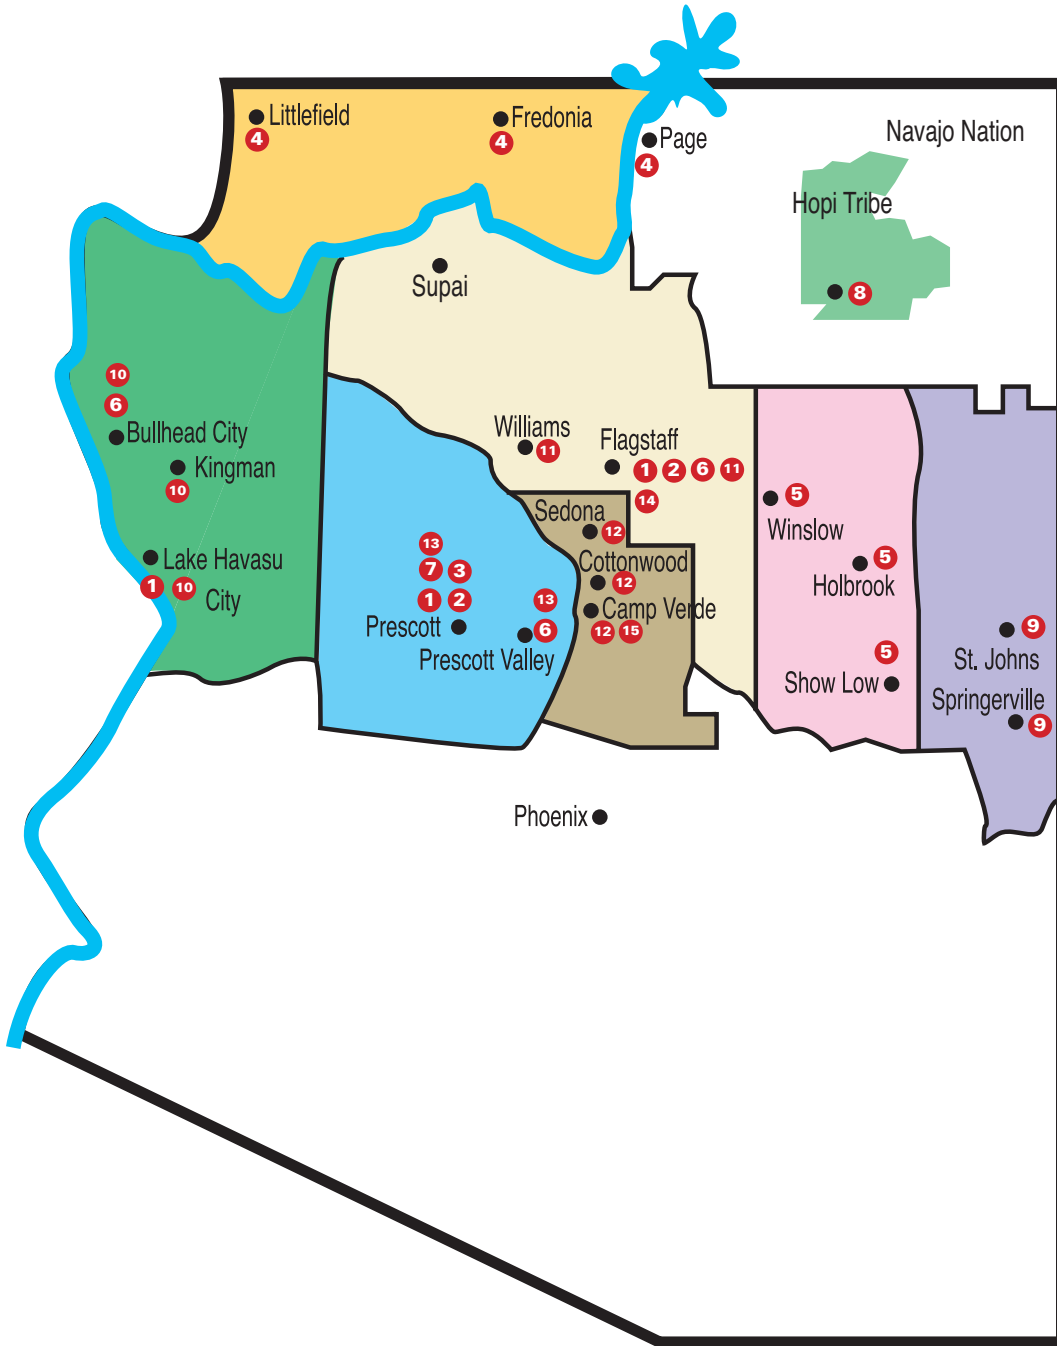 Littlefield
4
Fredonia
4
Page
4
Navajo Nation
Hopi Tribe
8
Supai
10
6
Bullhead City
Kingman
10
Lake Havasu
City
1 10
Williams
11
Flagstaff
1 2 6 11
14
Sedona
12
Cottonwood
12
Camp Verde
12 15
13
7 3
1 2
Prescott
13
6
Prescott Valley
5
Winslow
5
Holbrook
5
Show Low
9
St. Johns
Springerville
9
Phoenix